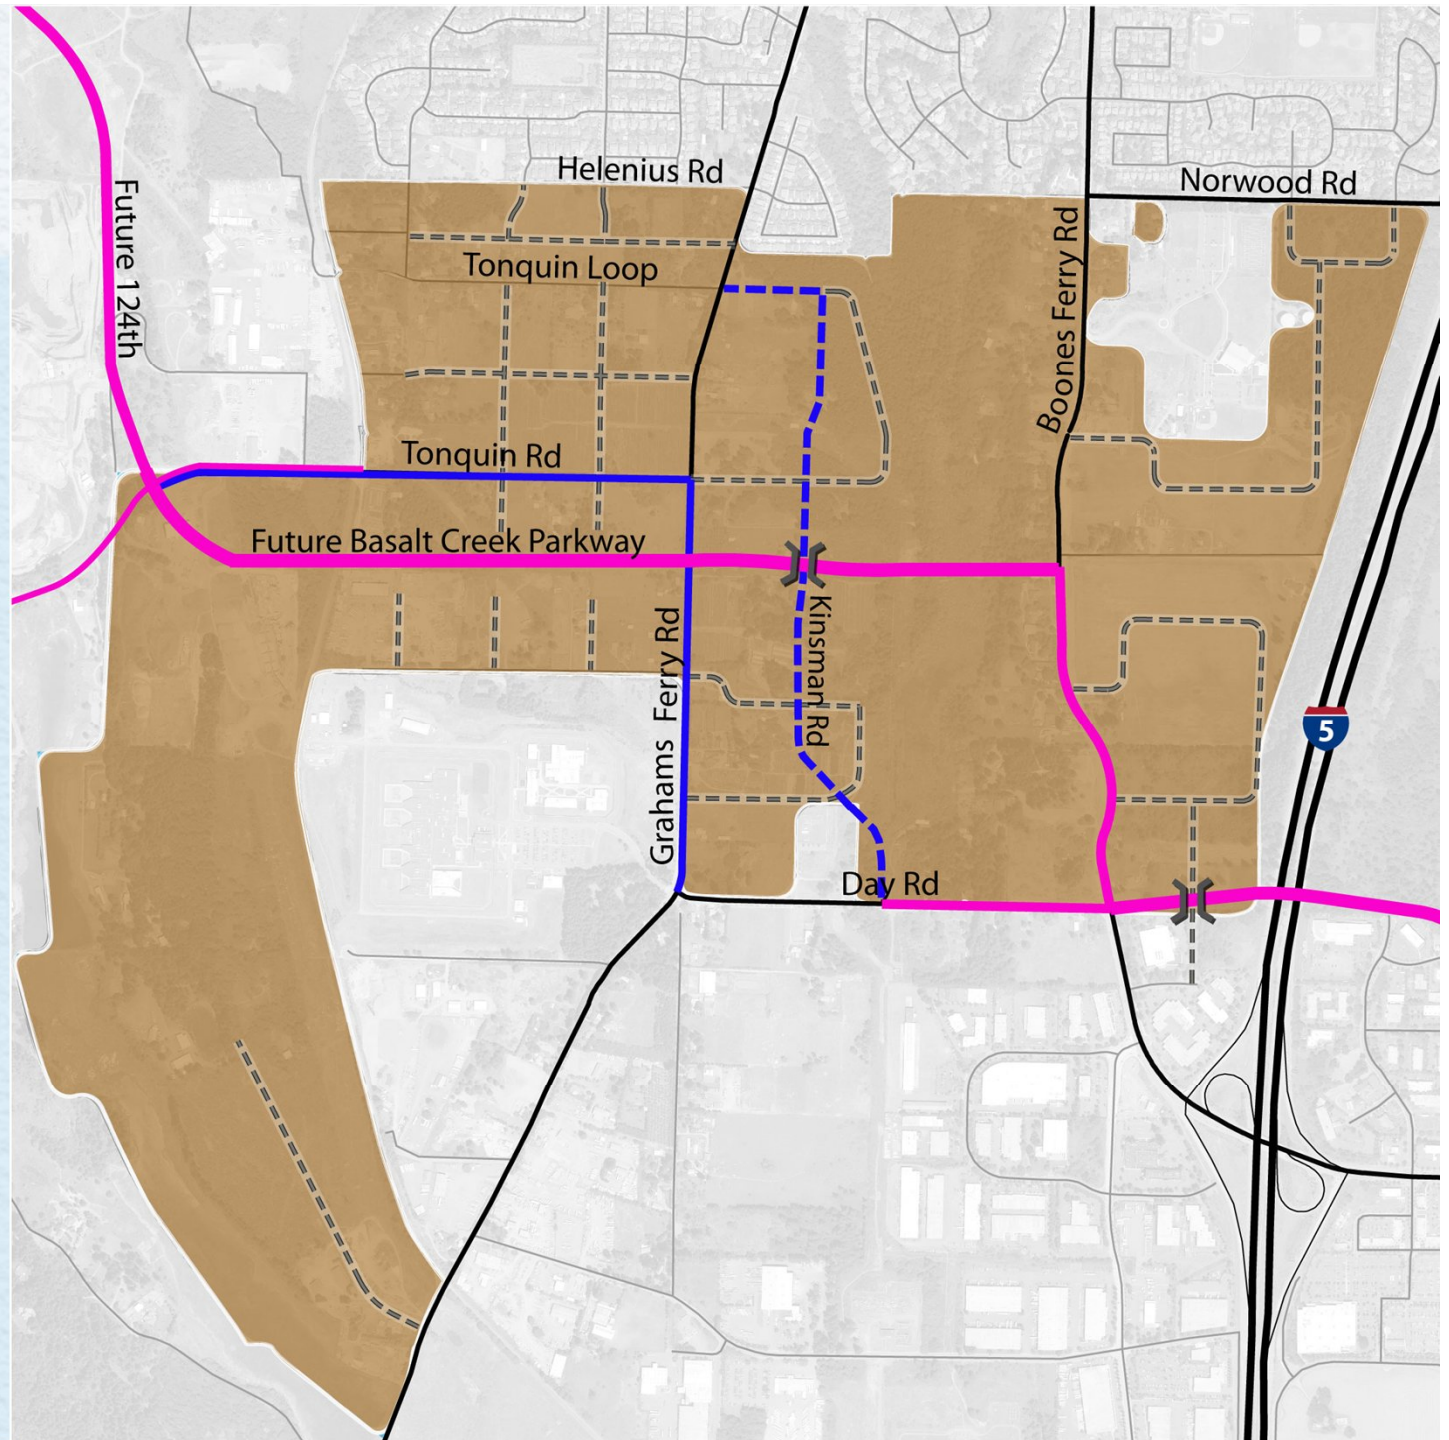 Helenius Rd
Norwood Rd
Future 124th
Boones Ferry Rd
Tonquin Loop
Tonquin Rd
Future Basalt Creek Parkway
Kinsman Rd
Grahams Ferry Rd
5
Day Rd